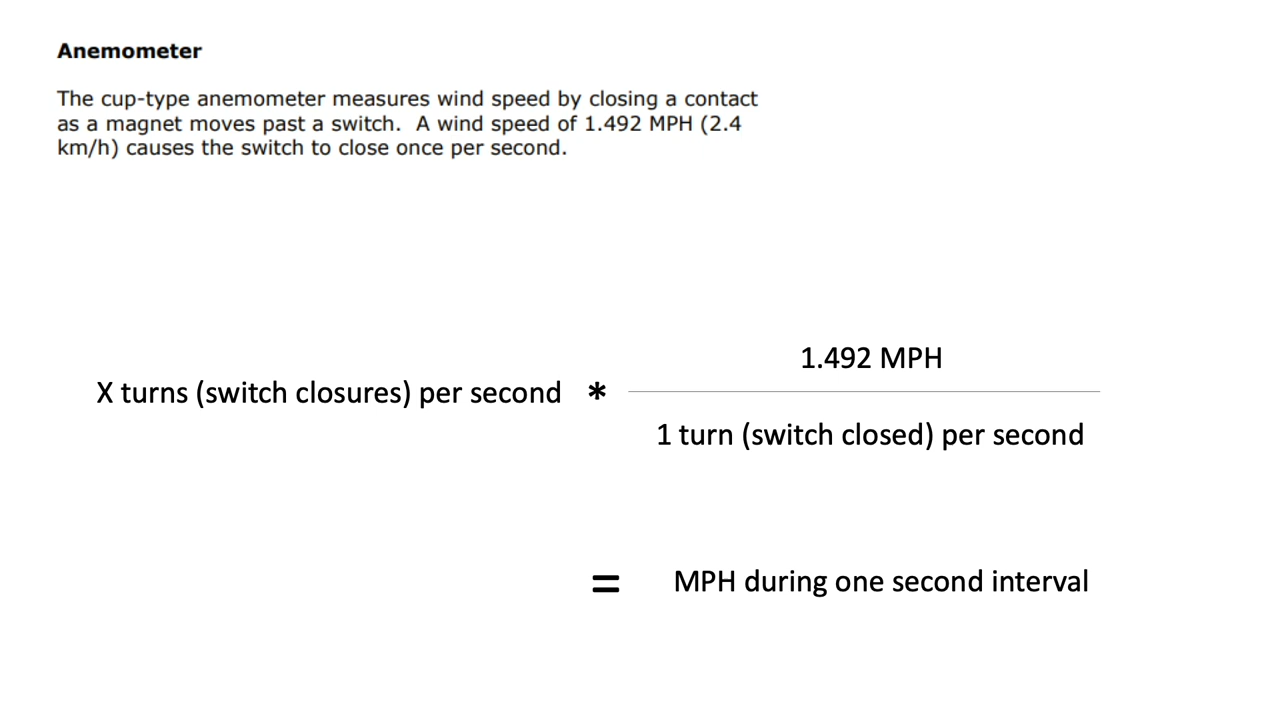 Anemometer
The cup-type anemometer measures wind speed by closing a contact
as a magnet moves past a switch.  A wind speed of 1.492 MPH (2.4
km/h) causes the switch to close once per second.
1.492 MPH
X turns (switch closures) per second *
1 turn (switch closed) per second
= MPH during one second interval